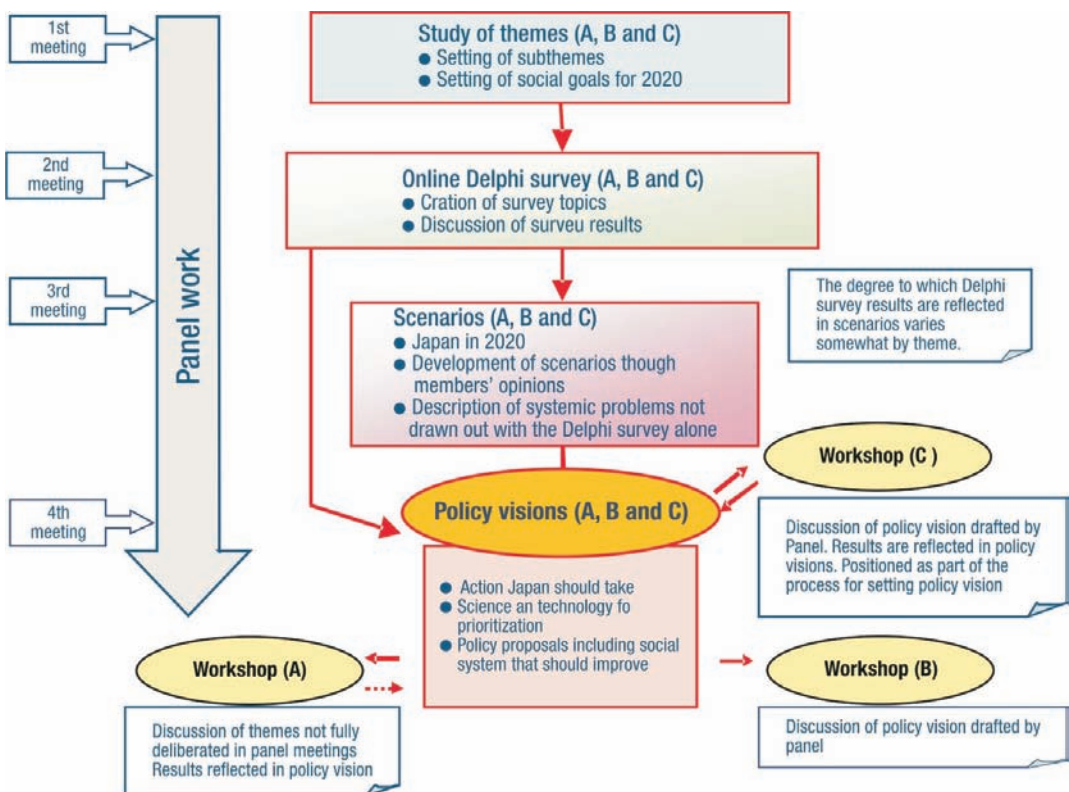 1st
meeting
2nd
meeting
3rd
meeting
4th
meeting
Panel work
Study of themes (A, B and C)
● Setting of subthemes
● Setting of social goals for 2020
Online Delphi survey (A, B and C)
● Cration of survey topics
● Discussion of surveu results
Scenarios (A, B and C)
● Japan in 2020
● Development of scenarios though
members' opinions
● Description of systemic problems not
drawn out with the Delphi survey alone
The degree to which Delphi
survey results are reflected
in scenarios varies
somewhat by theme.
Policy visions (A, B and C)
● Action Japan should take
● Science an technology fo
prioritization
● Policy proposals including social
system that should improve
Workshop (C )
Discussion of policy vision drafted by
Panel. Results are reflected in policy
visions. Positioned as part of the
process for setting policy vision
Workshop (A)
Discussion of themes not fully
deliberated in panel meetings
Results reflected in policy vision
Workshop (B)
Discussion of policy vision drafted by
panel